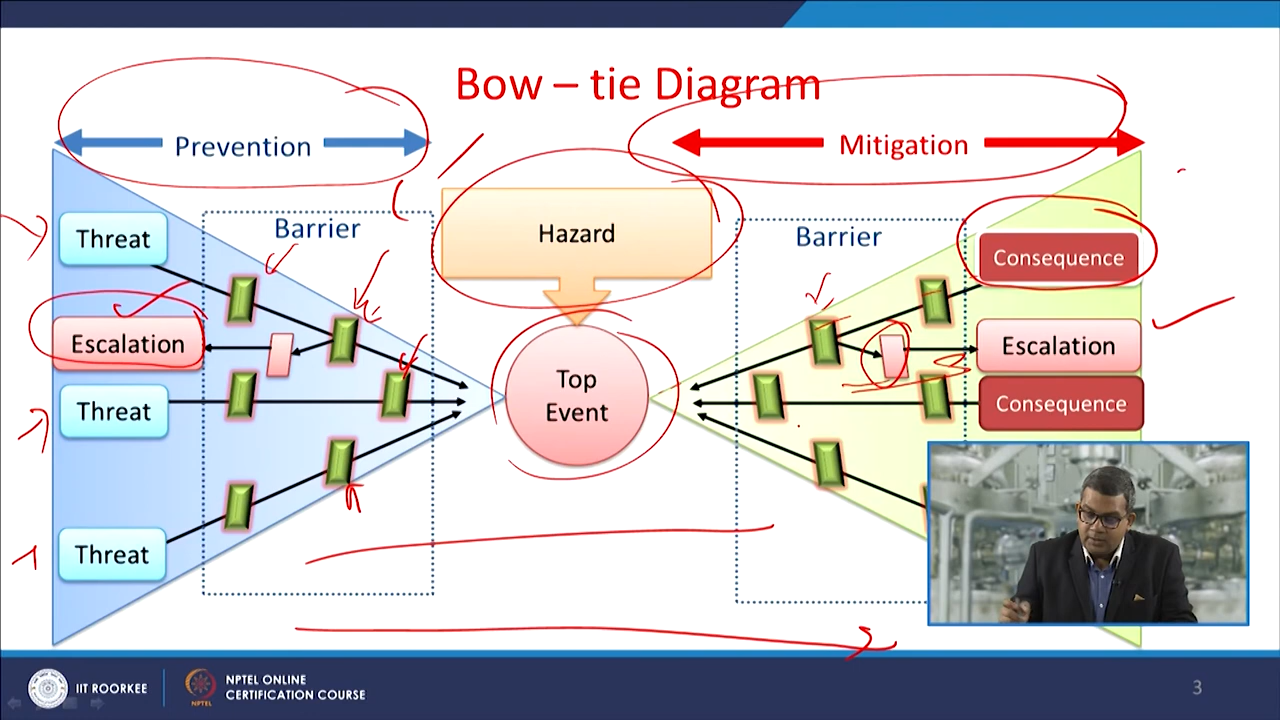 Bow – tie Diagram
Prevention
Mitigation
Hazard
Barrier
Barrier
Threat
Consequence
Escalation
Escalation
Top
Event
Threat
Consequence
Threat
IIT ROORKEE
NPTEL
NPTEL ONLINE
CERTIFICATION COURSE
3